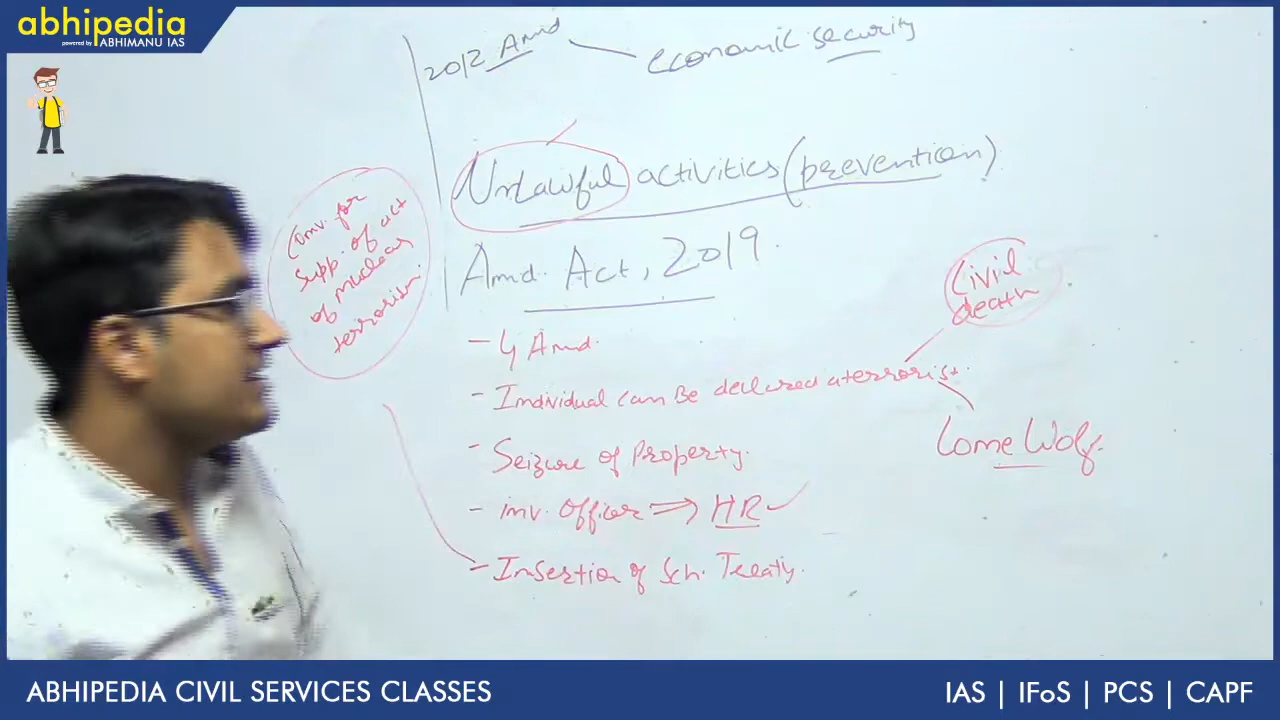 abhipedia
powered by ABHIMANU IAS
2012 Amd
economic security
Unlawful activities (prevention)
Amd. Act, 2019.
Conv. for
Supp. of act
of nuclear
terrorism.
- 4 Amd.
- Individual can be declared a terrorist.
Civil
death
Lone Wolf.
- Seizure of Property.
- inv. officer ⇒ HR ✓
- Insertion of Sch. Treaty.
ABHIPEDIA CIVIL SERVICES CLASSES
IAS | IFoS | PCS | CAPF